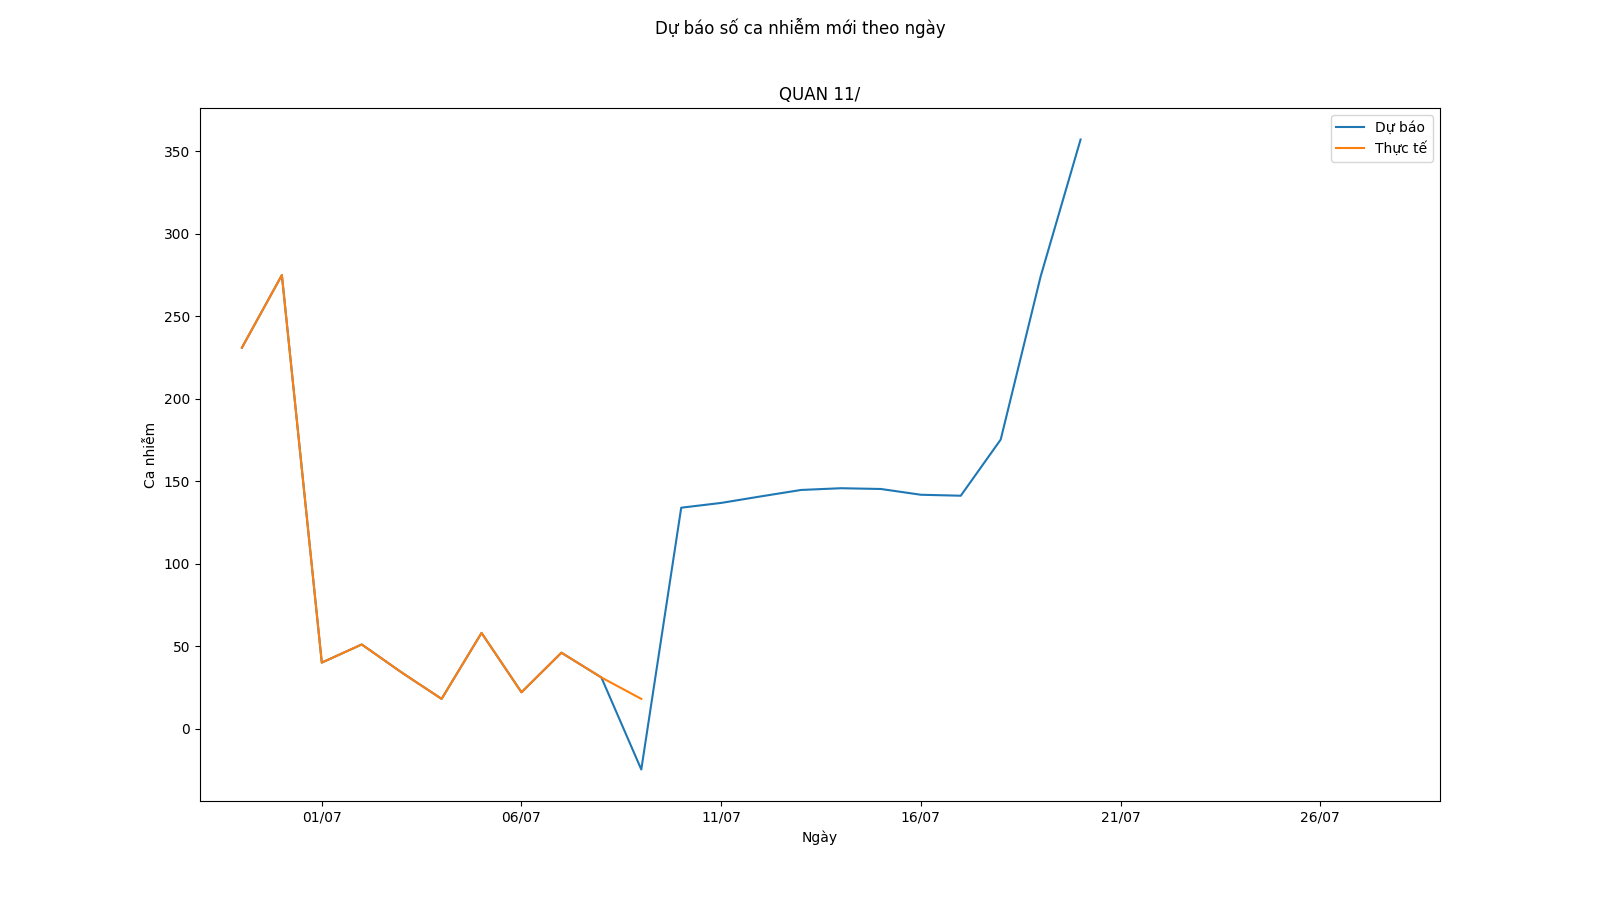 Dự báo số ca nhiễm mới theo ngày
QUAN 11/
Dự báo
Thực tế
350
300
250
200
150
100
50
0
Ca nhiễm
01/07
06/07
11/07
16/07
21/07
26/07
Ngày